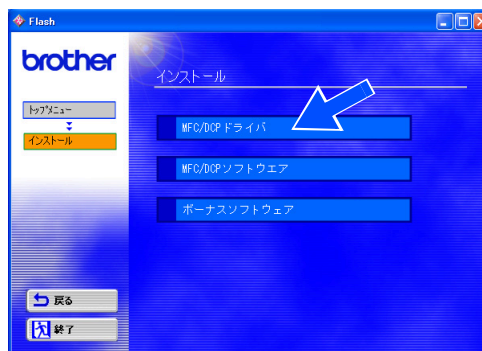 Flash
brother
インストール
トップメニュー
インストール
MFC/DCPドライバ
MFC/DCPソフトウエア
ボーナスソフトウェア
戻る
終了